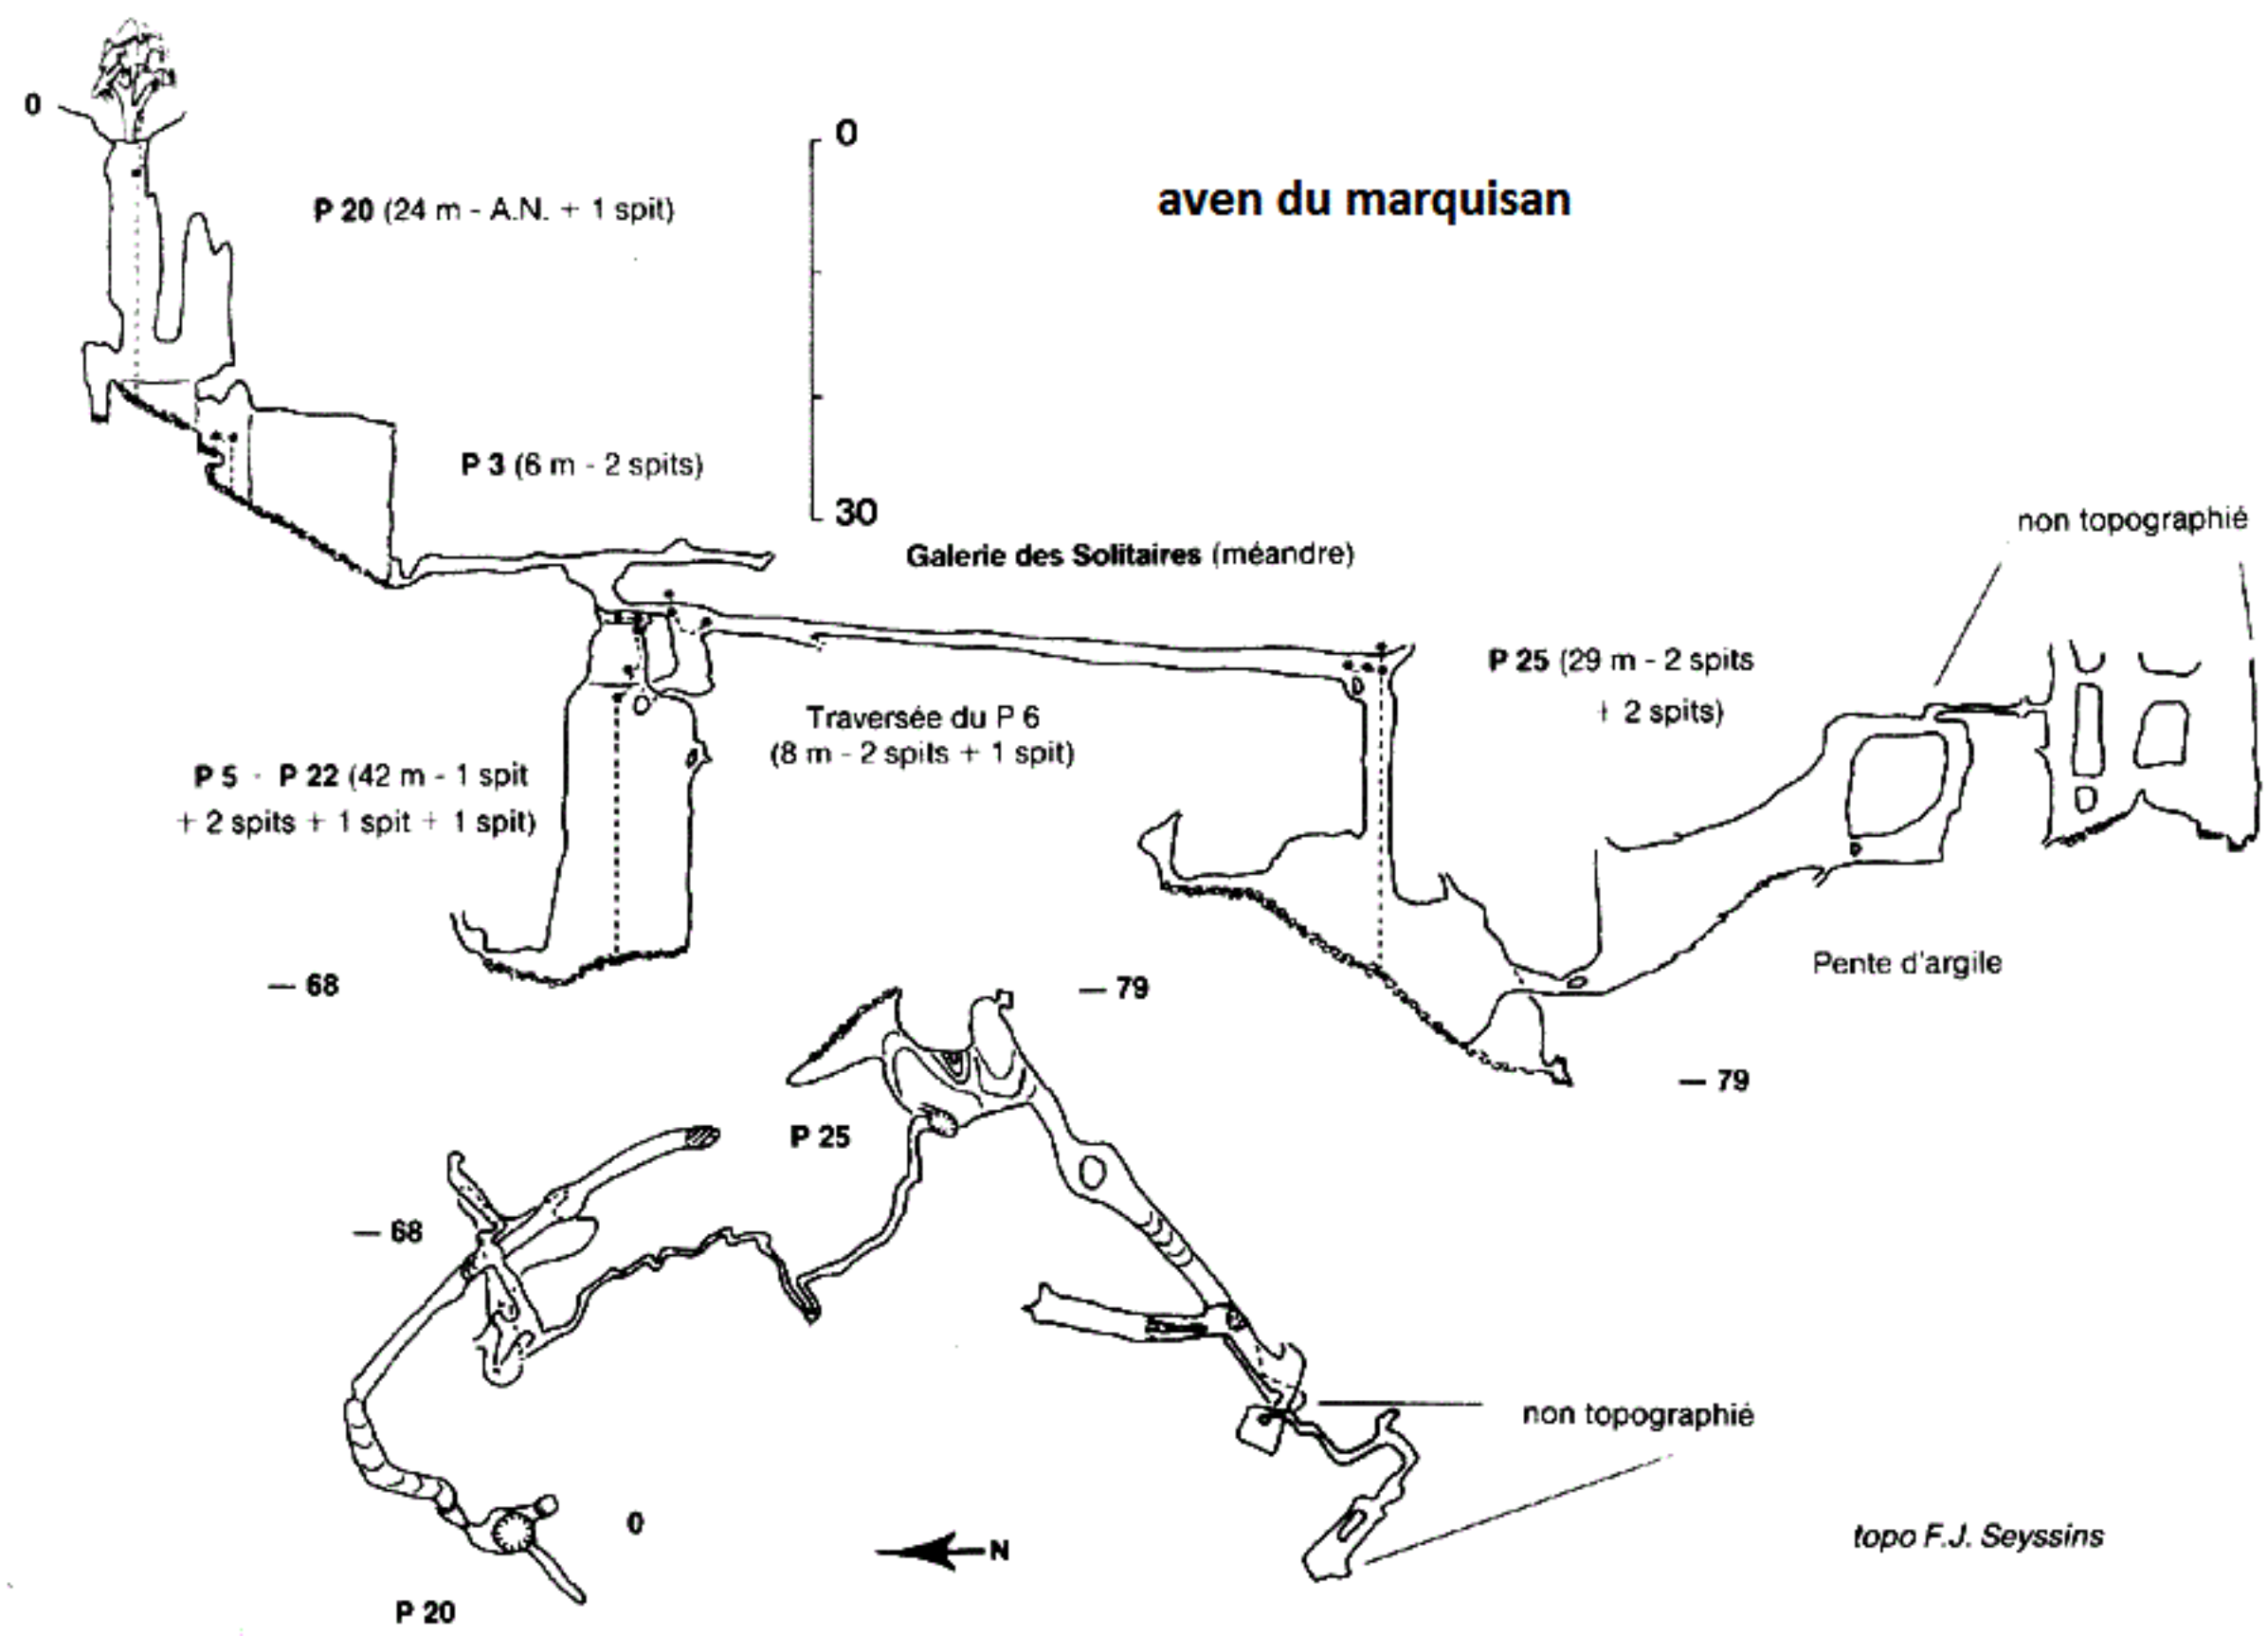 0
0
aven du marquisan
P 20 (24 m - A.N. + 1 spit)
P 3 (6 m - 2 spits)
30
non topographié
Galerie des Solitaires (méandre)
P 25 (29 m - 2 spits
+ 2 spits)
Traversée du P 6
(8 m - 2 spits + 1 spit)
P 5 - P 22 (42 m - 1 spit
+ 2 spits + 1 spit + 1 spit)
Pente d'argile
— 68
— 79
— 79
P 25
— 68
non topographié
0
N
topo F.J. Seyssins
P 20